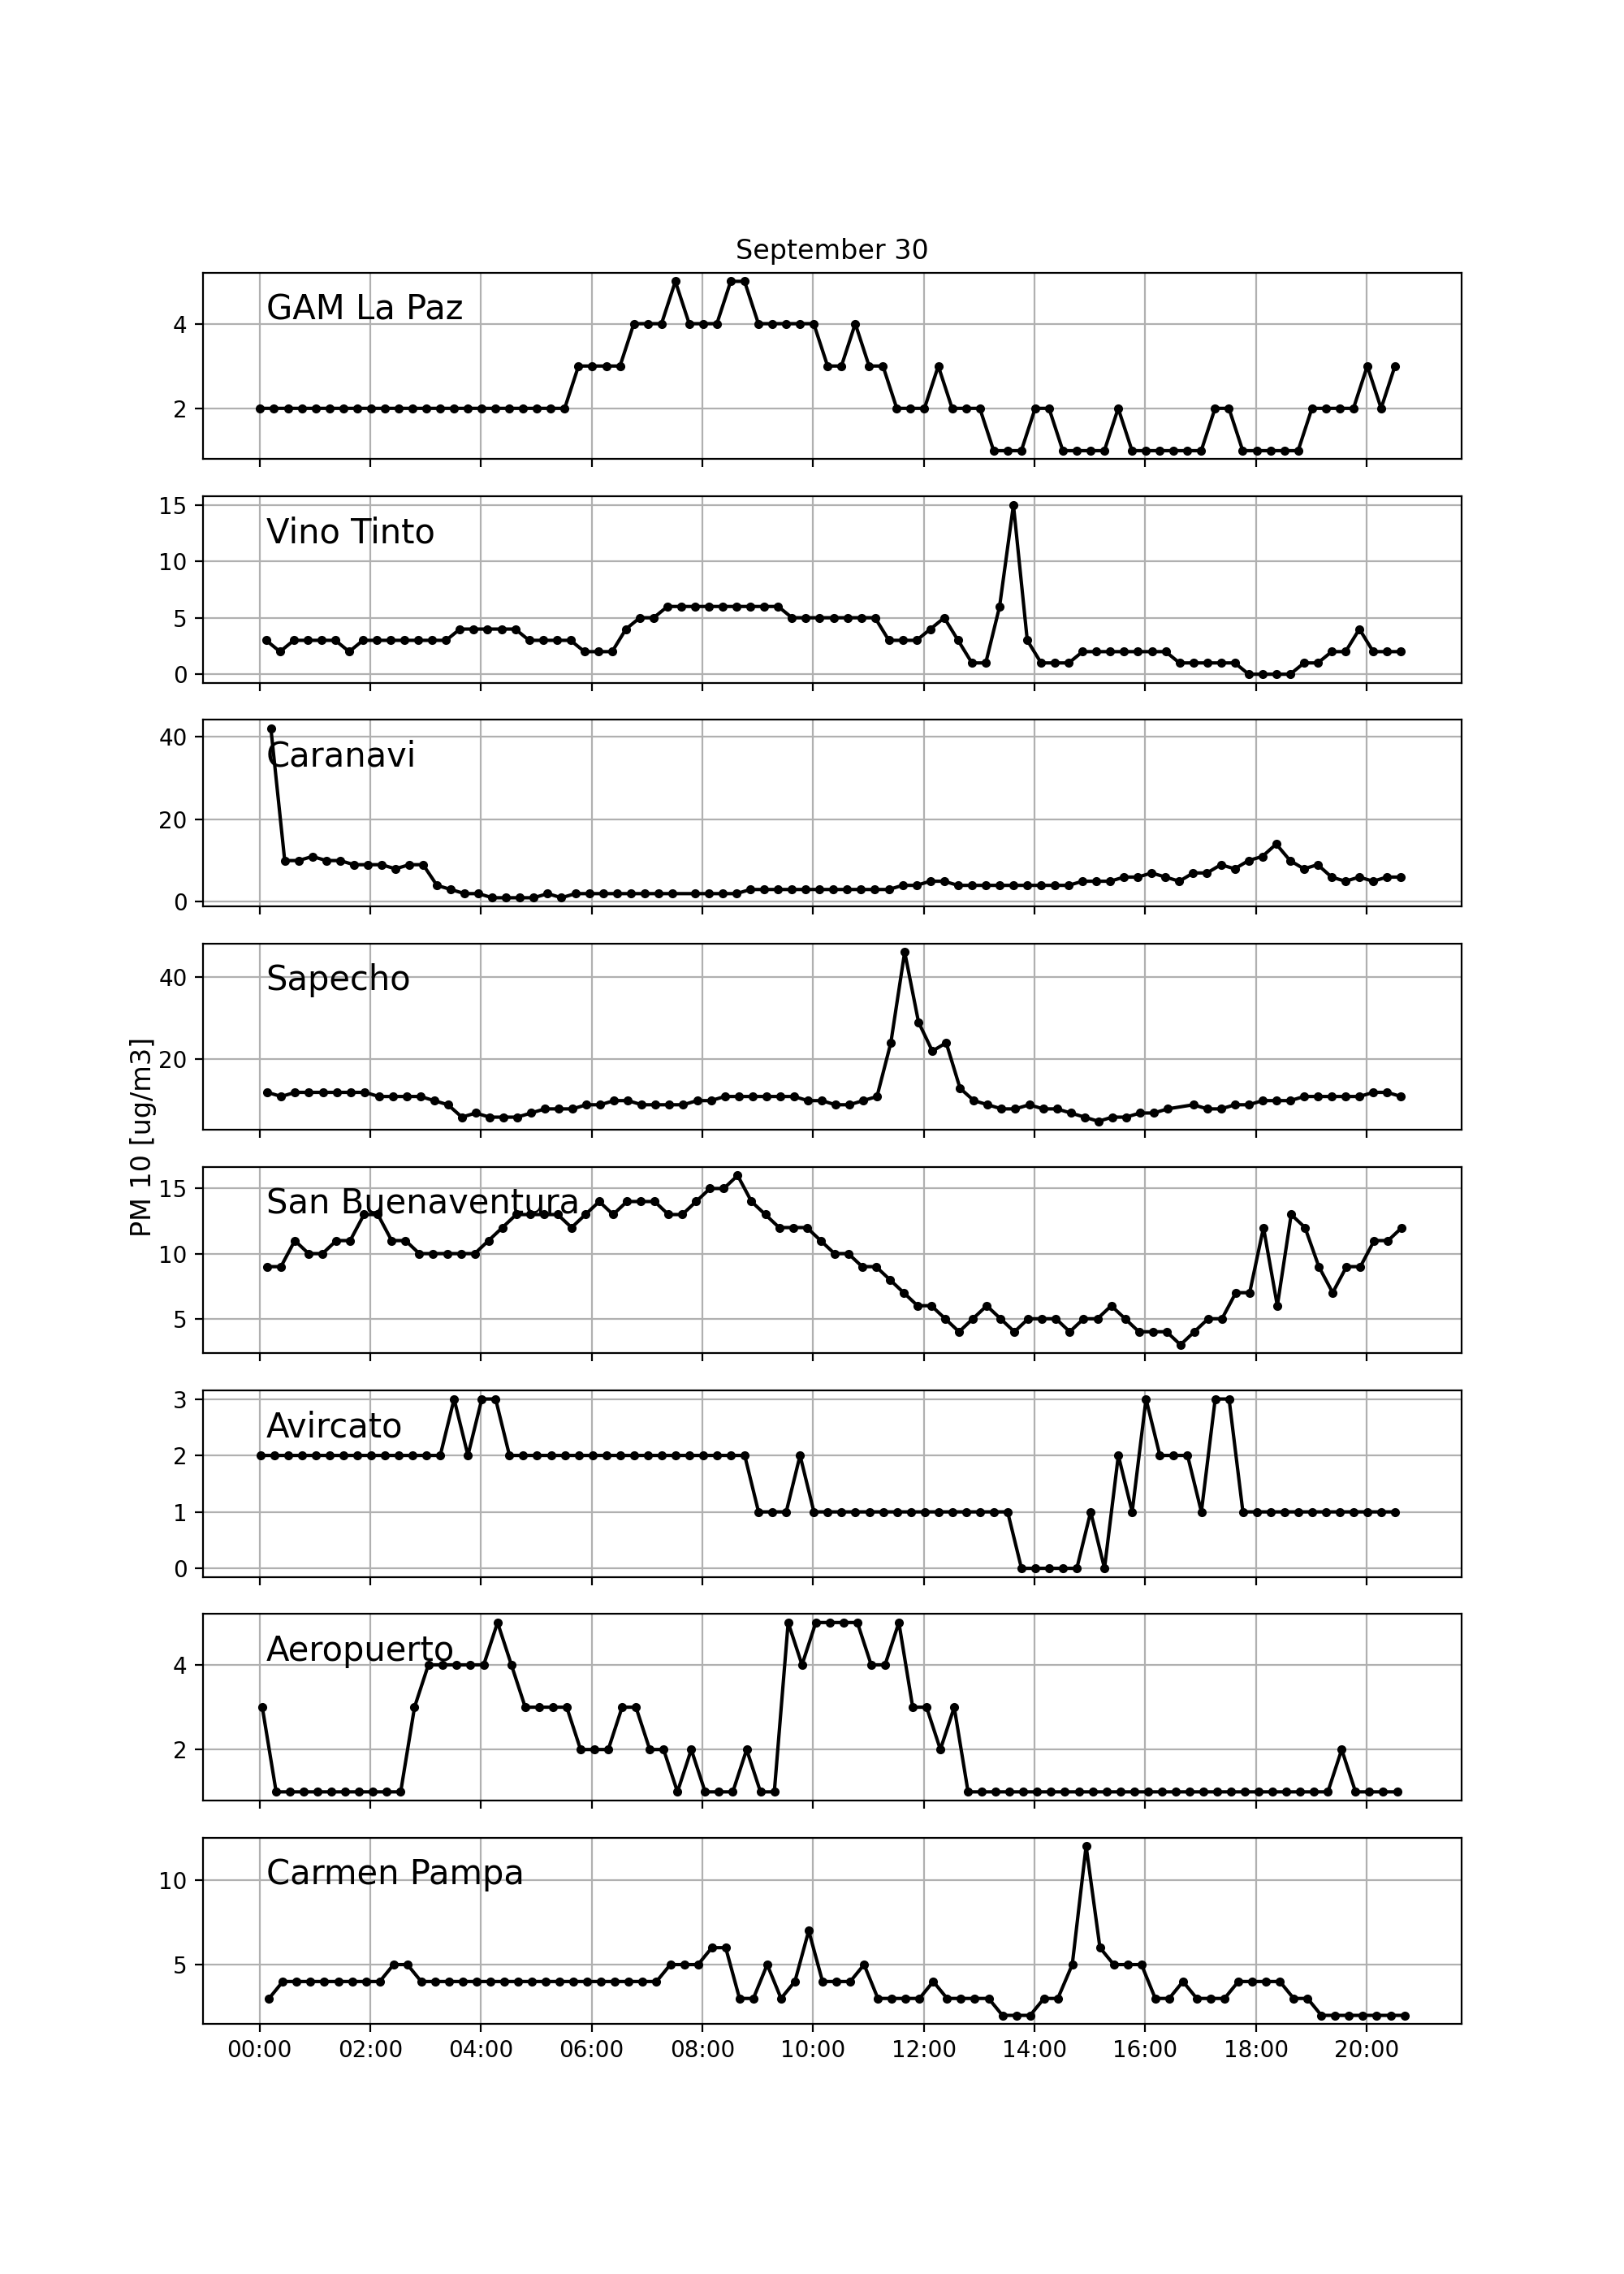 September 30
GAM La Paz
4
2
Vino Tinto
15
10
5
0
Caranavi
40
20
0
Sapecho
40
20
PM 10 [ug/m3]
San Buenaventura
15
10
5
Avircato
3
2
1
0
Aeropuerto
4
2
Carmen Pampa
10
5
00:00 02:00 04:00 06:00 08:00 10:00 12:00 14:00 16:00 18:00 20:00